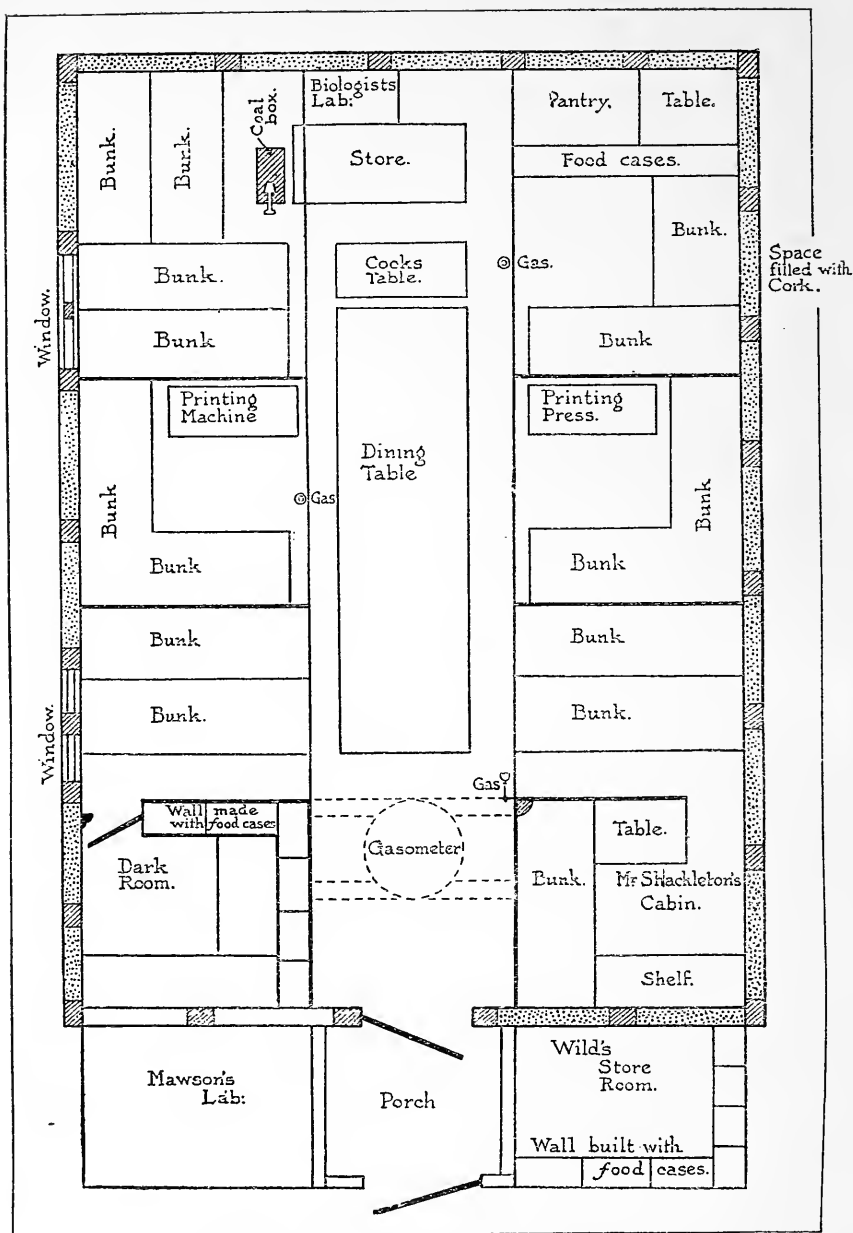 Biologists
Lab:
Pantry.
Table.
Coal
box.
Bunk.
Bunk.
Store.
Food cases.
Bunk.
Bunk.
Cocks
Table.
Gas.
Space
filled with
Cork.
Window.
Bunk
Bunk
Printing
Machine
Printing
Press.
Dining
Table
Bunk
Gas
Bunk
Bunk
Bunk
Bunk
Bunk
Bunk.
Bunk.
Window.
Gas
Wall made
with food cases
Gasometer
Table.
Dark
Room.
Bunk.
Mr Shackleton's
Cabin.
Shelf.
Mawson's
Lab:
Porch
Wild's
Store
Room.
Wall built with
food cases.